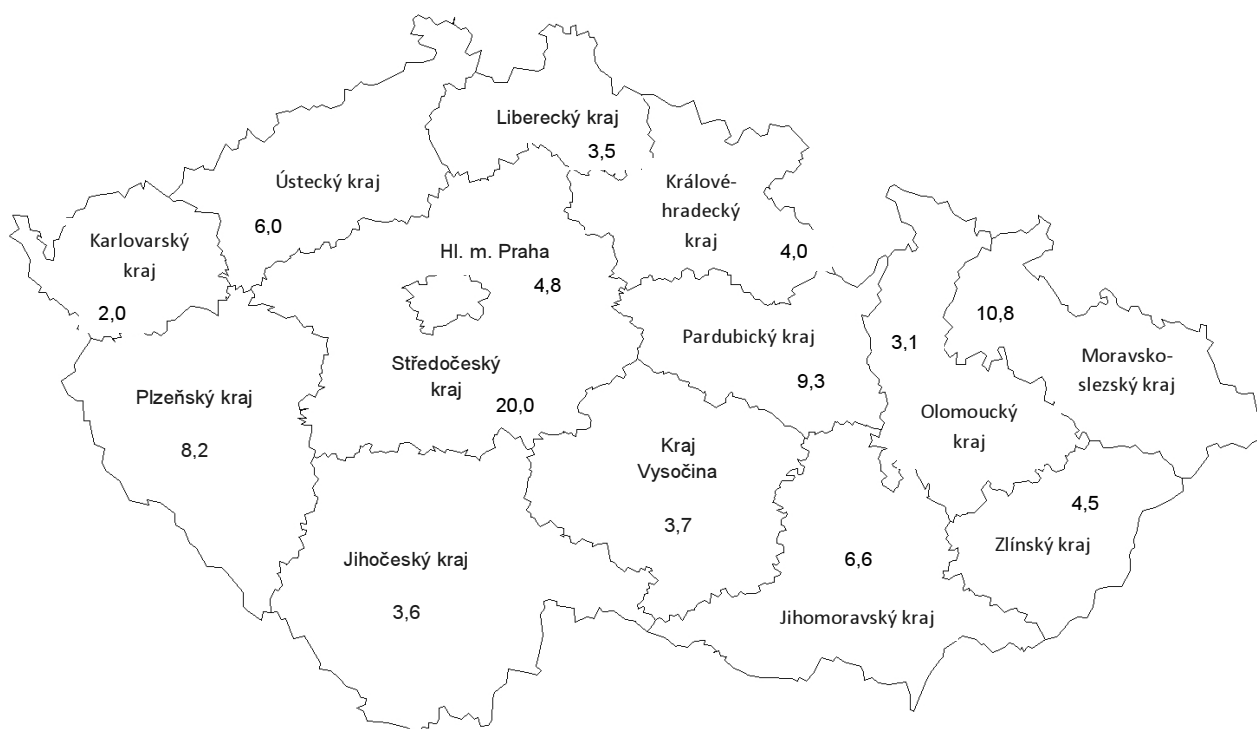 Liberecký kraj
3,5
Ústecký kraj
6,0
Králové-
hradecký
kraj
4,0
Karlovarský
kraj
2,0
Hl. m. Praha
4,8
Středočeský
kraj
20,0
Pardubický kraj
9,3
3,1
Olomoucký
kraj
10,8
Moravsko-
slezský kraj
Plzeňský kraj
8,2
Kraj
Vysočina
3,7
4,5
Zlínský kraj
Jihočeský kraj
3,6
6,6
Jihomoravský kraj